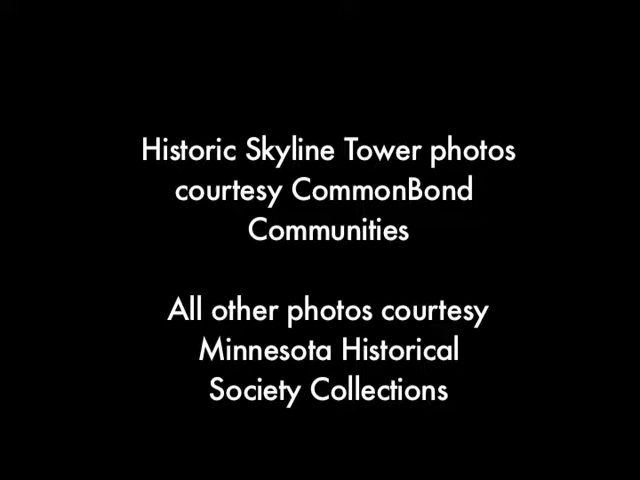 Historic Skyline Tower photos
courtesy CommonBond
Communities
All other photos courtesy
Minnesota Historical
Society Collections